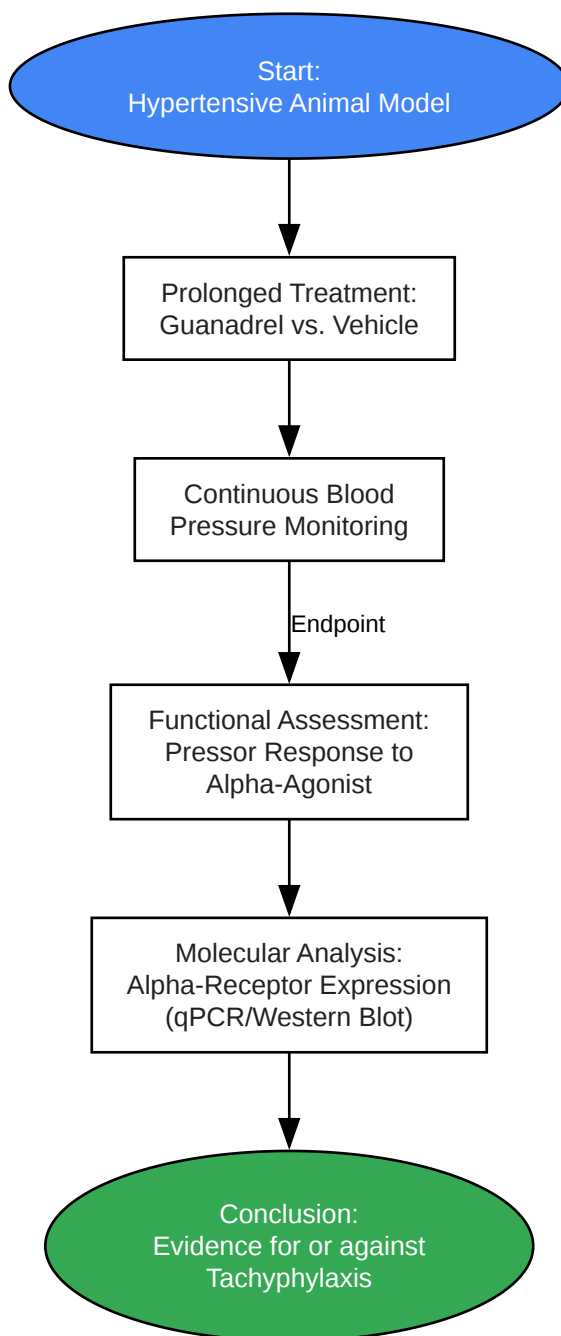 Start:
Hypertensive Animal Model
Prolonged Treatment:
Guanadrel vs. Vehicle
Continuous Blood
Pressure Monitoring
Endpoint
Functional Assessment:
Pressor Response to
Alpha-Agonist
Molecular Analysis:
Alpha-Receptor Expression
(qPCR/Western Blot)
Conclusion:
Evidence for or against
Tachyphylaxis